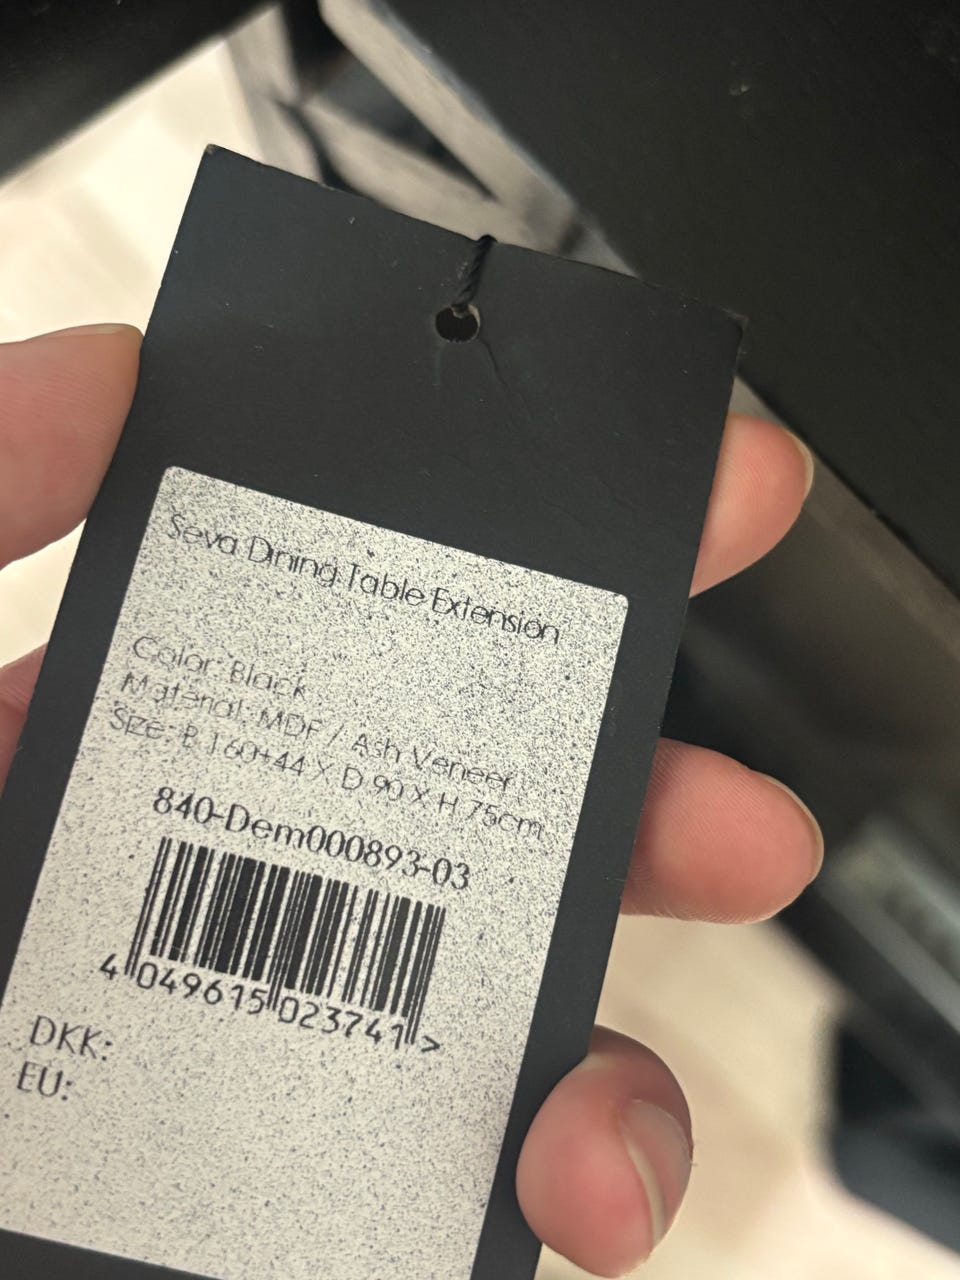 Seva Dining Table Extension
Color: Black
Material: MDF / Ash Veneer
Size: B 160+44 X D 90 X H 75cm
840-Dem000893-03
4 049615 023741 >
DKK:
EU: